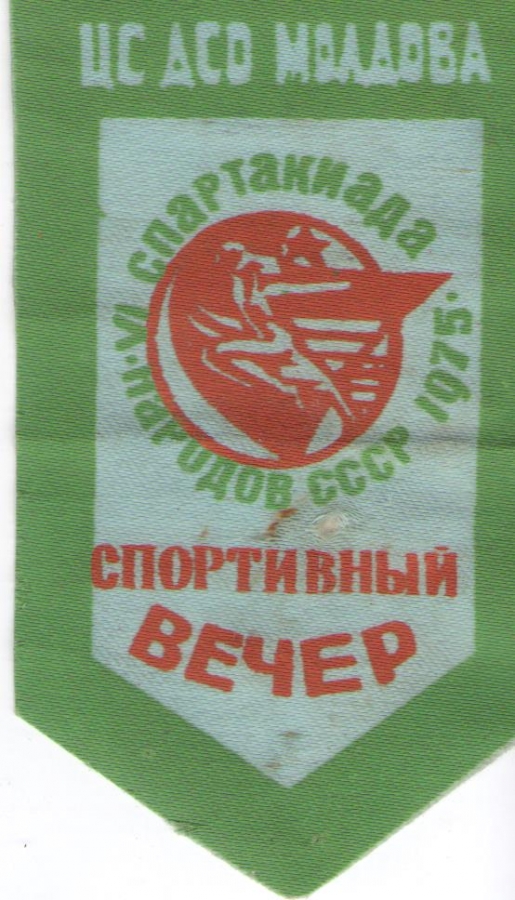 ЦС ДСО МОЛДОВА
VI СПАРТАКИАДА
НАРОДОВ СССР 1975
СПОРТИВНЫЙ
ВЕЧЕР